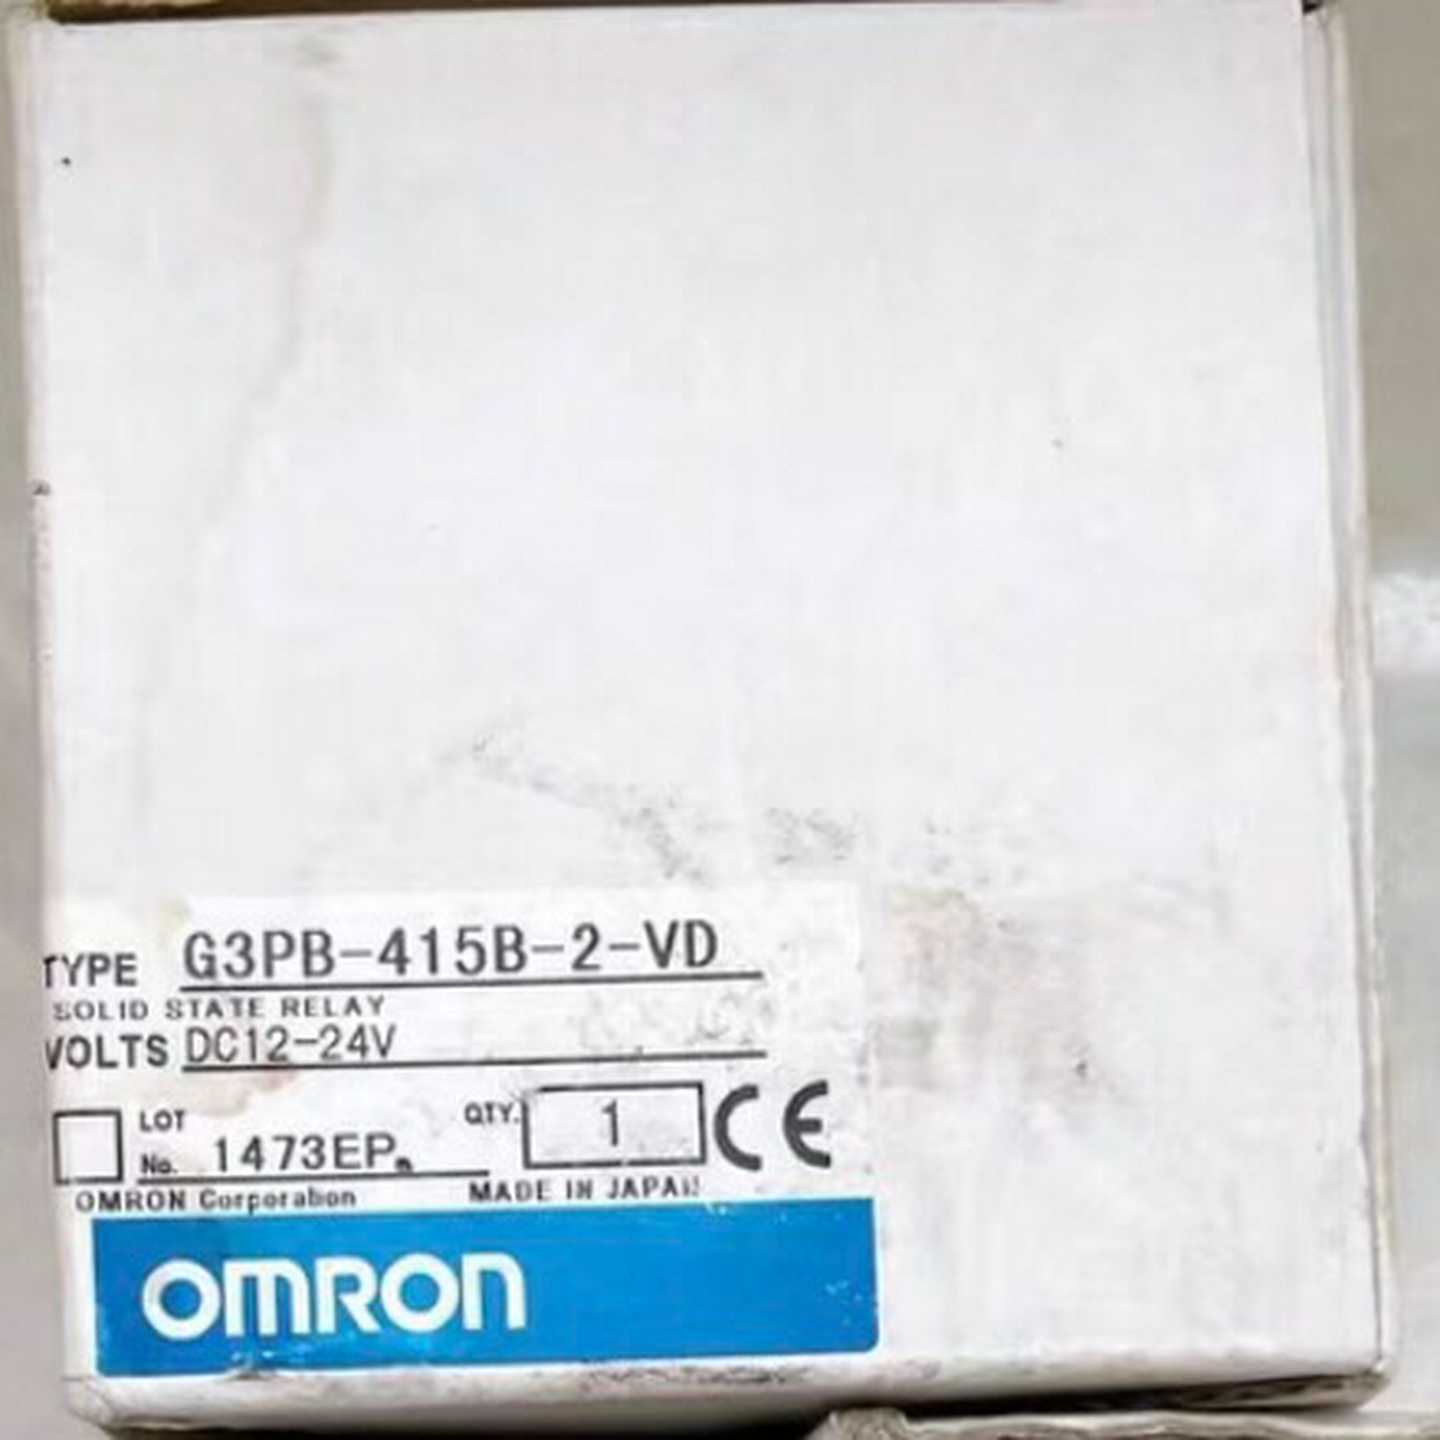 TYPE G3PB-415B-2-VD
SOLID STATE RELAY
VOLTS DC12-24V
LOT No. 1473EP QTY. 1 CE
OMRON Corporation MADE IN JAPAN
OMRON